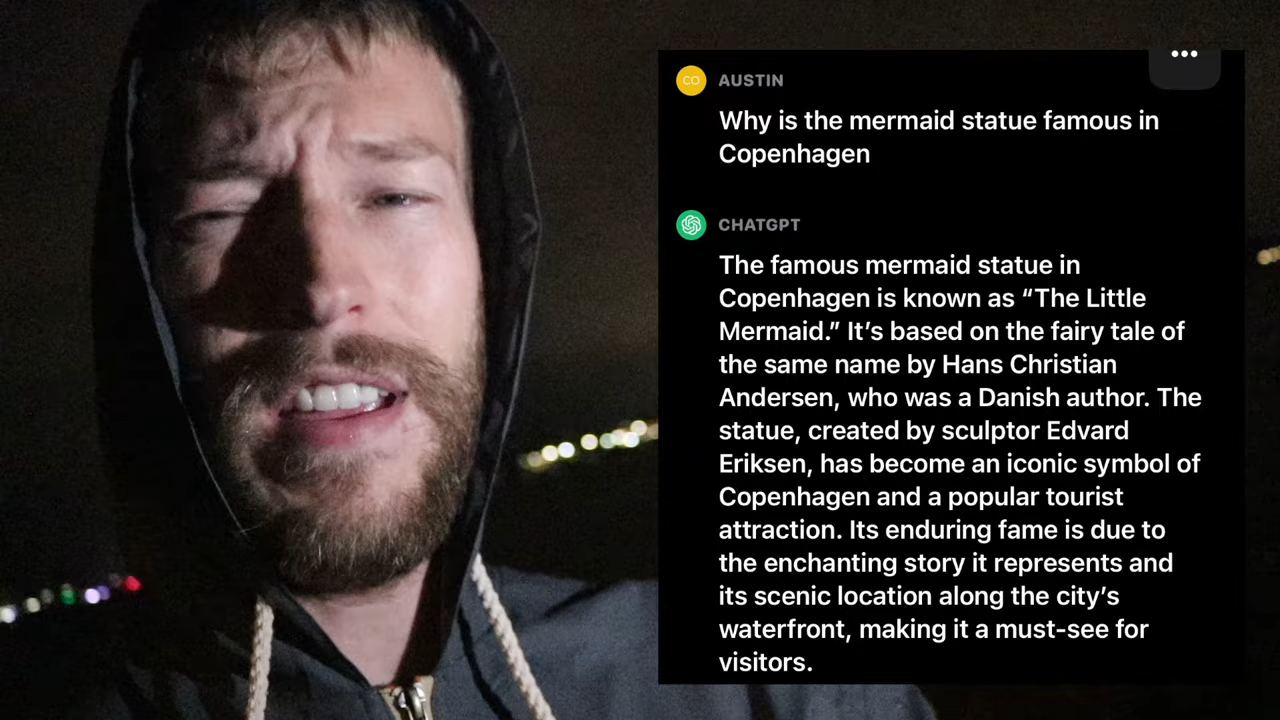 •••
CO AUSTIN
Why is the mermaid statue famous in
Copenhagen
CHATGPT
The famous mermaid statue in
Copenhagen is known as “The Little
Mermaid.” It’s based on the fairy tale of
the same name by Hans Christian
Andersen, who was a Danish author. The
statue, created by sculptor Edvard
Eriksen, has become an iconic symbol of
Copenhagen and a popular tourist
attraction. Its enduring fame is due to
the enchanting story it represents and
its scenic location along the city’s
waterfront, making it a must-see for
visitors.